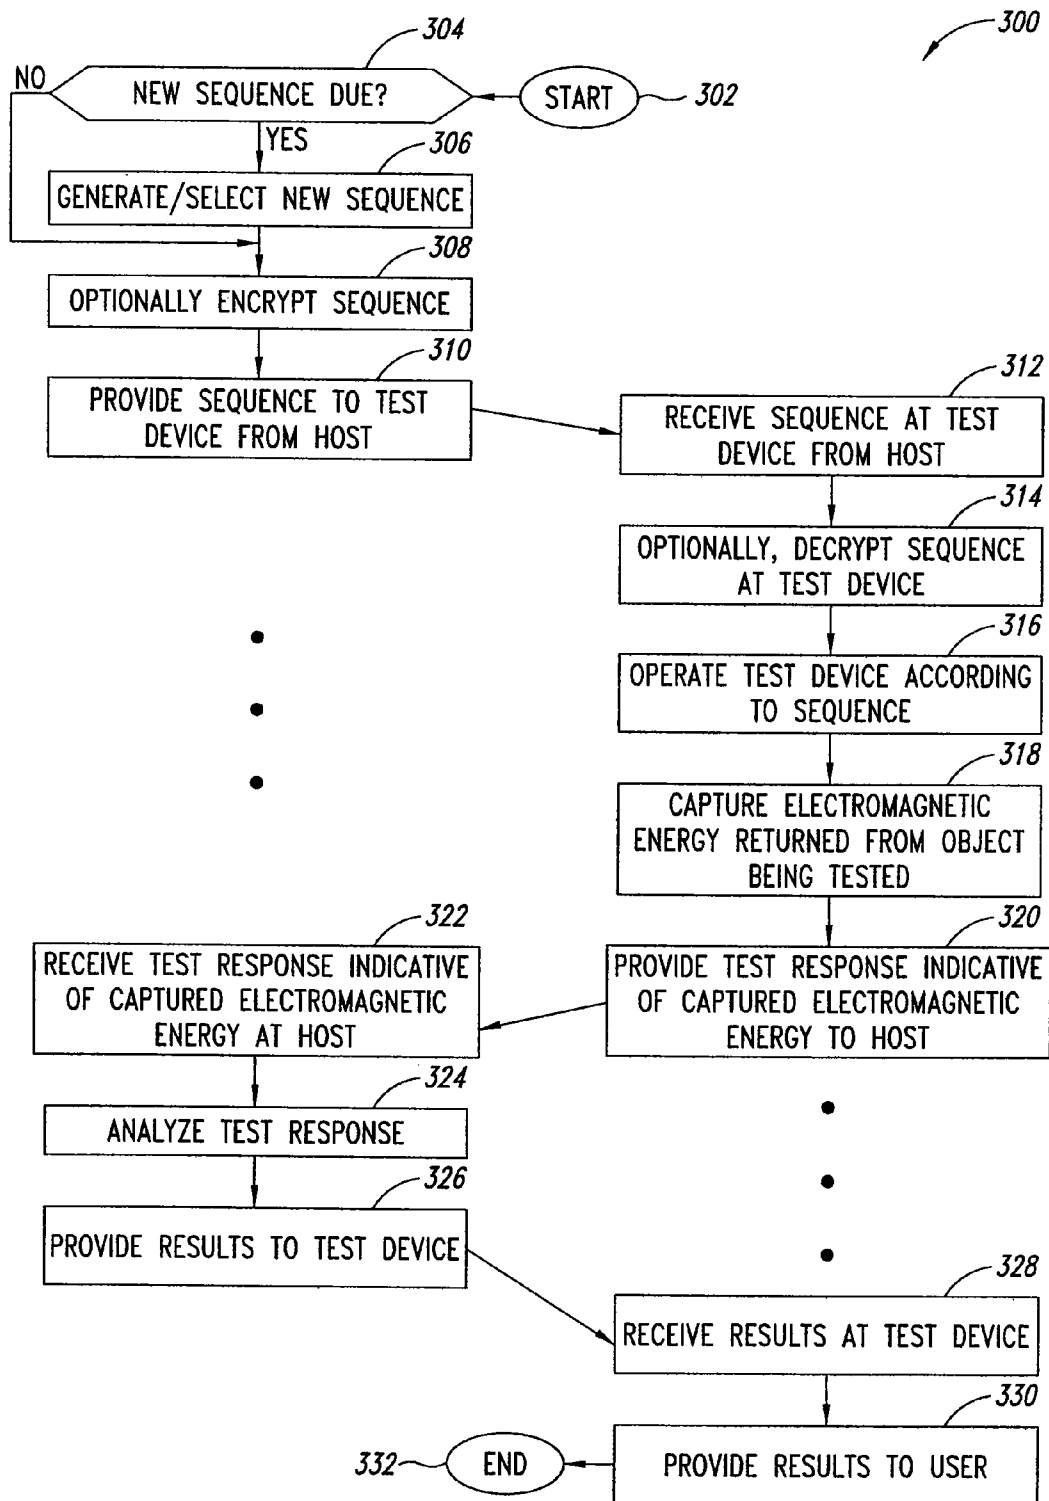 300
304
NO
NEW SEQUENCE DUE?
START
302
YES
306
GENERATE/SELECT NEW SEQUENCE
308
OPTIONALLY ENCRYPT SEQUENCE
310
PROVIDE SEQUENCE TO TEST
DEVICE FROM HOST
312
RECEIVE SEQUENCE AT TEST
DEVICE FROM HOST
314
OPTIONALLY, DECRYPT SEQUENCE
AT TEST DEVICE
316
OPERATE TEST DEVICE ACCORDING
TO SEQUENCE
318
CAPTURE ELECTROMAGNETIC
ENERGY RETURNED FROM OBJECT
BEING TESTED
320
PROVIDE TEST RESPONSE INDICATIVE
OF CAPTURED ELECTROMAGNETIC
ENERGY TO HOST
322
RECEIVE TEST RESPONSE INDICATIVE
OF CAPTURED ELECTROMAGNETIC
ENERGY AT HOST
324
ANALYZE TEST RESPONSE
326
PROVIDE RESULTS TO TEST DEVICE
328
RECEIVE RESULTS AT TEST DEVICE
330
PROVIDE RESULTS TO USER
332
END